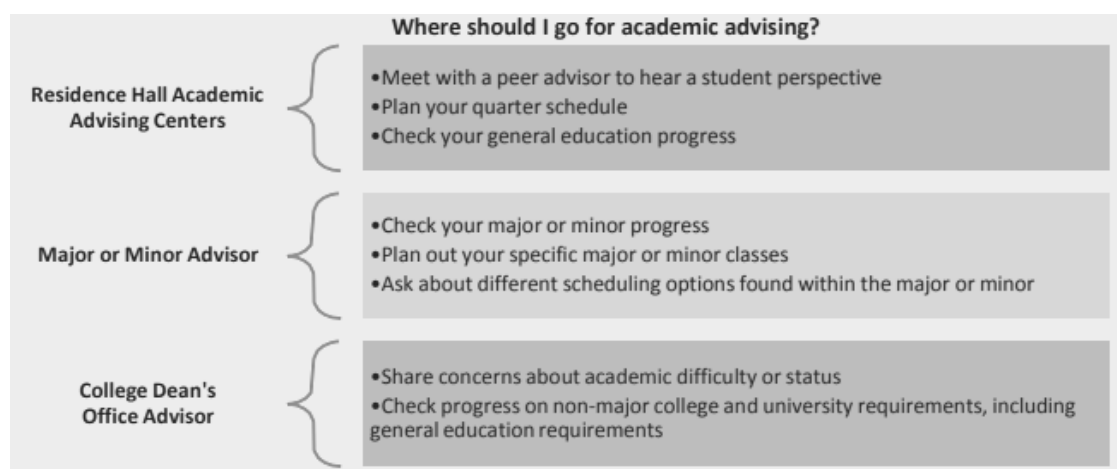 Where should I go for academic advising?
Residence Hall Academic
Advising Centers
•Meet with a peer advisor to hear a student perspective
•Plan your quarter schedule
•Check your general education progress
Major or Minor Advisor
•Check your major or minor progress
•Plan out your specific major or minor classes
•Ask about different scheduling options found within the major or minor
College Dean's
Office Advisor
•Share concerns about academic difficulty or status
•Check progress on non-major college and university requirements, including
general education requirements